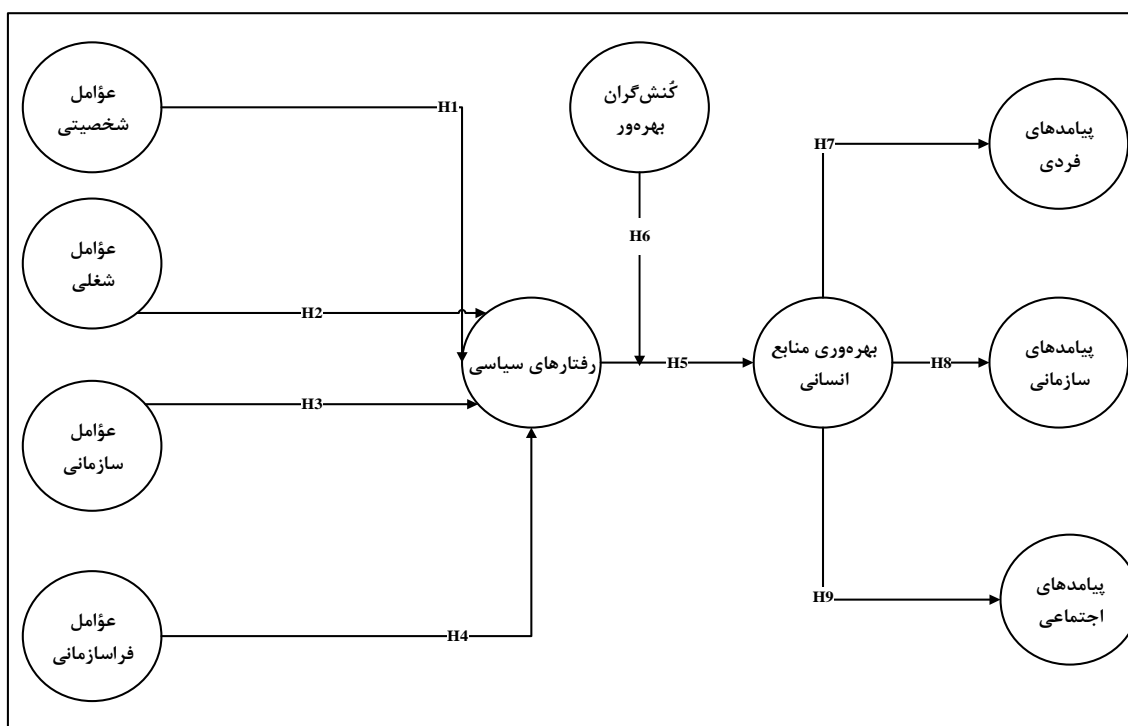 عؤامل
شخصیتی
H1
کُنش‌گران
بهره‌ور
H6
پیامدهای
فردی
H7
عؤامل
شغلی
H2
رفتارهای سیاسی
H5
بهره‌وری منابع
انسانی
H8
پیامدهای
سازمانی
عؤامل
سازمانی
H3
عؤامل
فراسازمانی
H4
H9
پیامدهای
اجتماعی